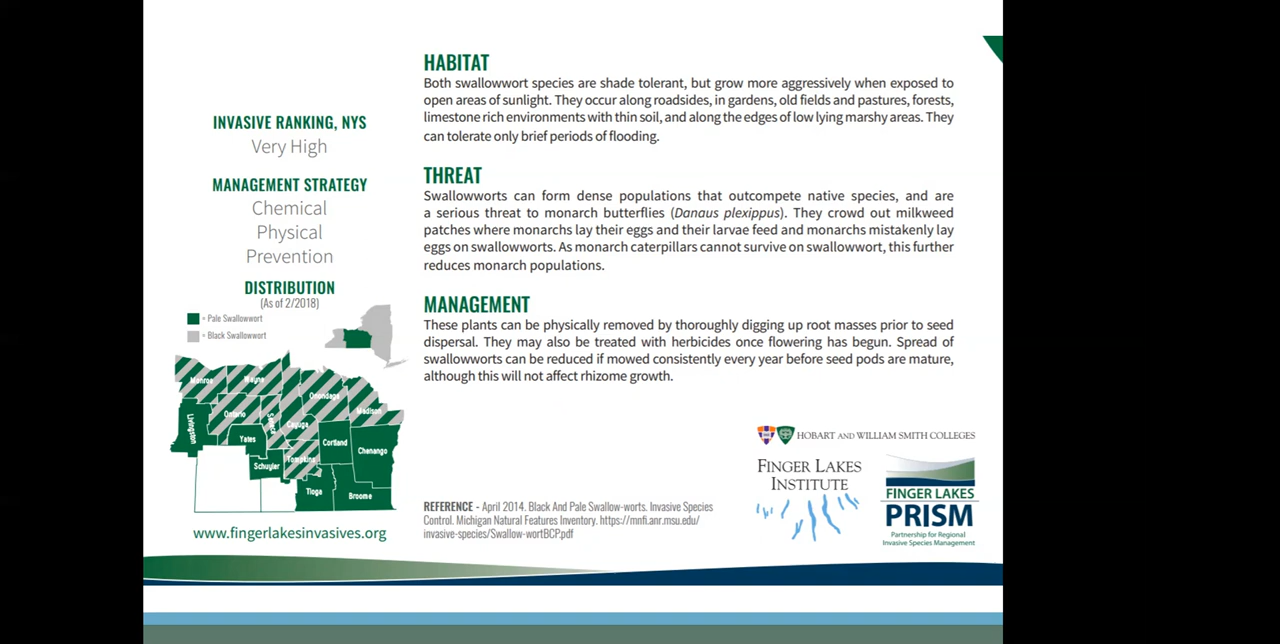 INVASIVE RANKING, NYS
Very High
MANAGEMENT STRATEGY
Chemical
Physical
Prevention
DISTRIBUTION
(As of 2/2018)
= Pale Swallowwort
= Black Swallowwort
Monroe
Wayne
Onondaga
Madison
Ontario
Livingston
Seneca
Cayuga
Yates
Cortland
Chenango
Schuyler
Tompkins
Tioga
Broome
www.fingerlakesinvasives.org
HABITAT
Both swallowwort species are shade tolerant, but grow more aggressively when exposed to
open areas of sunlight. They occur along roadsides, in gardens, old fields and pastures, forests,
limestone rich environments with thin soil, and along the edges of low lying marshy areas. They
can tolerate only brief periods of flooding.
THREAT
Swallowworts can form dense populations that outcompete native species, and are
a serious threat to monarch butterflies (Danaus plexippus). They crowd out milkweed
patches where monarchs lay their eggs and their larvae feed and monarchs mistakenly lay
eggs on swallowworts. As monarch caterpillars cannot survive on swallowwort, this further
reduces monarch populations.
MANAGEMENT
These plants can be physically removed by thoroughly digging up root masses prior to seed
dispersal. They may also be treated with herbicides once flowering has begun. Spread of
swallowworts can be reduced if mowed consistently every year before seed pods are mature,
although this will not affect rhizome growth.
REFERENCE - April 2014. Black And Pale Swallow-worts. Invasive Species
Control. Michigan Natural Features Inventory. https://mnfi.anr.msu.edu/
invasive-species/Swallow-wortBCP.pdf
HOBART AND WILLIAM SMITH COLLEGES
FINGER LAKES
INSTITUTE
FINGER LAKES
PRISM
Partnership for Regional
Invasive Species Management